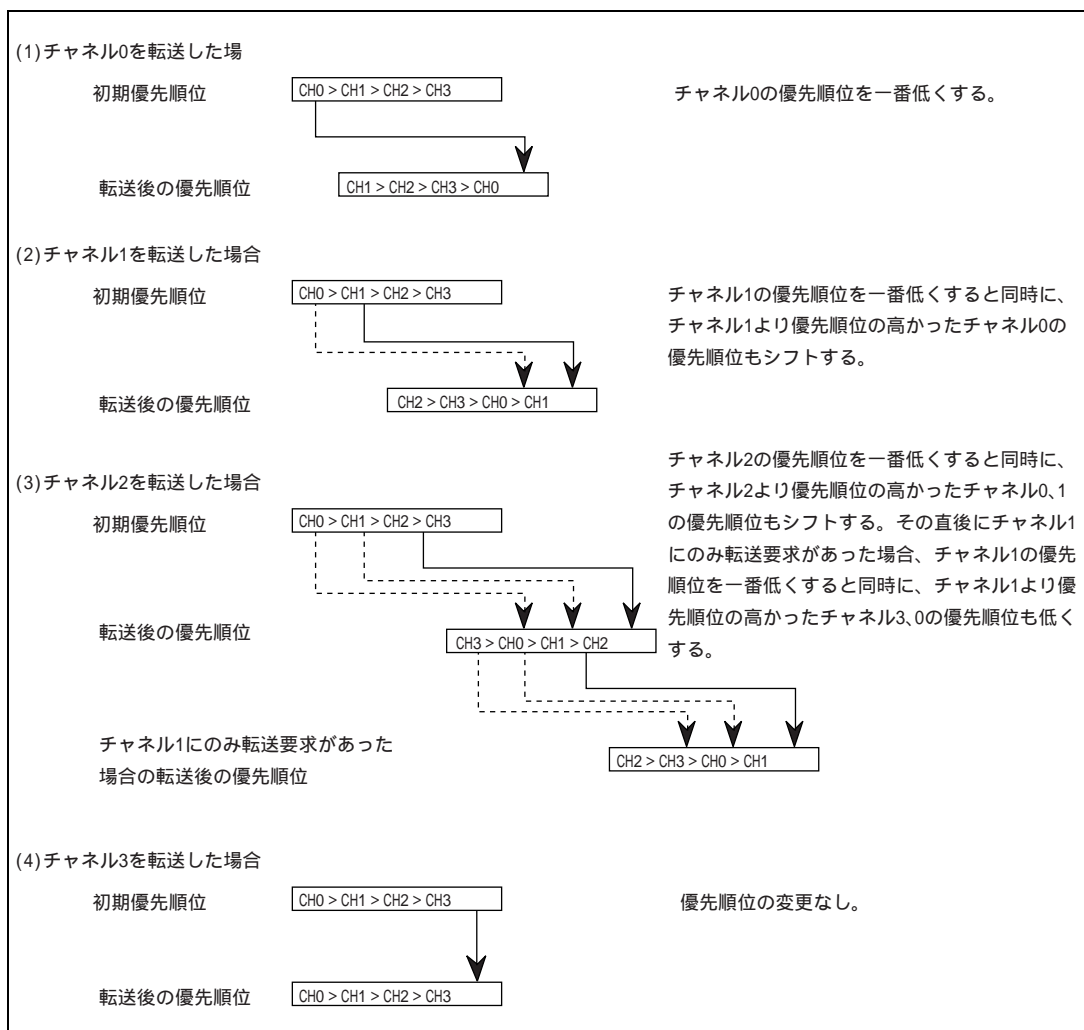 (1)チャネル0を転送した場
初期優先順位
CH0 > CH1 > CH2 > CH3
チャネル0の優先順位を一番低くする。
転送後の優先順位
CH1 > CH2 > CH3 > CH0
(2)チャネル1を転送した場合
初期優先順位
CH0 > CH1 > CH2 > CH3
チャネル1の優先順位を一番低くすると同時に、
チャネル1より優先順位の高かったチャネル0の
優先順位もシフトする。
転送後の優先順位
CH2 > CH3 > CH0 > CH1
(3)チャネル2を転送した場合
初期優先順位
CH0 > CH1 > CH2 > CH3
チャネル2の優先順位を一番低くすると同時に、
チャネル2より優先順位の高かったチャネル0、1
の優先順位もシフトする。その直後にチャネル1
にのみ転送要求があった場合、チャネル1の優先
順位を一番低くすると同時に、チャネル1より優
先順位の高かったチャネル3、0の優先順位も低く
する。
転送後の優先順位
CH3 > CH0 > CH1 > CH2
チャネル1にのみ転送要求があった
場合の転送後の優先順位
CH2 > CH3 > CH0 > CH1
(4)チャネル3を転送した場合
初期優先順位
CH0 > CH1 > CH2 > CH3
優先順位の変更なし。
転送後の優先順位
CH0 > CH1 > CH2 > CH3